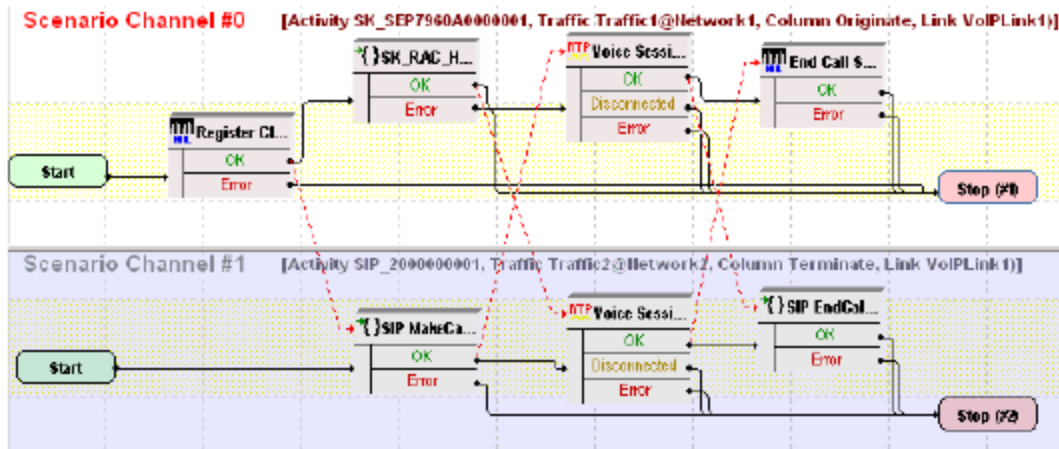 Scenario Channel #0 [Activity SK_SEP7960A0000001, Traffic Traffic1@Network1, Column Originate, Link VoIPLink1)]
{}SK_RAC_H...
OK
Error
RTP Voice Sessi...
OK
Disconnected
Error
End Call S...
OK
Error
Register Cl...
OK
Error
Start
Stop (#1)
Scenario Channel #1 [Activity SIP_2000000001, Traffic Traffic2@Network2, Column Terminate, Link VoIPLink1)]
{}SIP MakeCa...
OK
Error
RTP Voice Sessi...
OK
Disconnected
Error
{}SIP EndCal...
OK
Error
Start
Stop (#2)